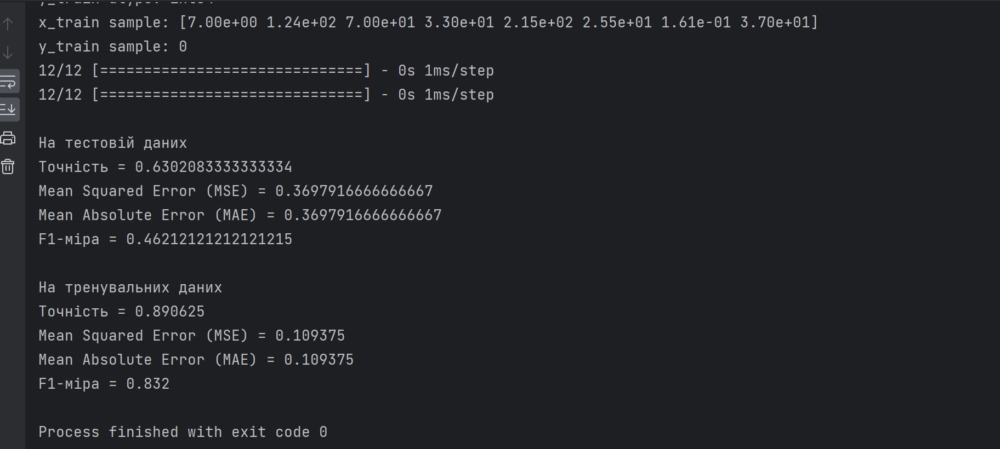 x_train sample: [7.00e+00 1.24e+02 7.00e+01 3.30e+01 2.15e+02 2.55e+01 1.61e-01 3.70e+01]
y_train sample: 0
12/12 [==============================] - 0s 1ms/step
12/12 [==============================] - 0s 1ms/step
На тестовій даних
Точність = 0.6302083333333334
Mean Squared Error (MSE) = 0.3697916666666667
Mean Absolute Error (MAE) = 0.3697916666666667
F1-міра = 0.46212121212121215
На тренувальних даних
Точність = 0.890625
Mean Squared Error (MSE) = 0.109375
Mean Absolute Error (MAE) = 0.109375
F1-міра = 0.832
Process finished with exit code 0